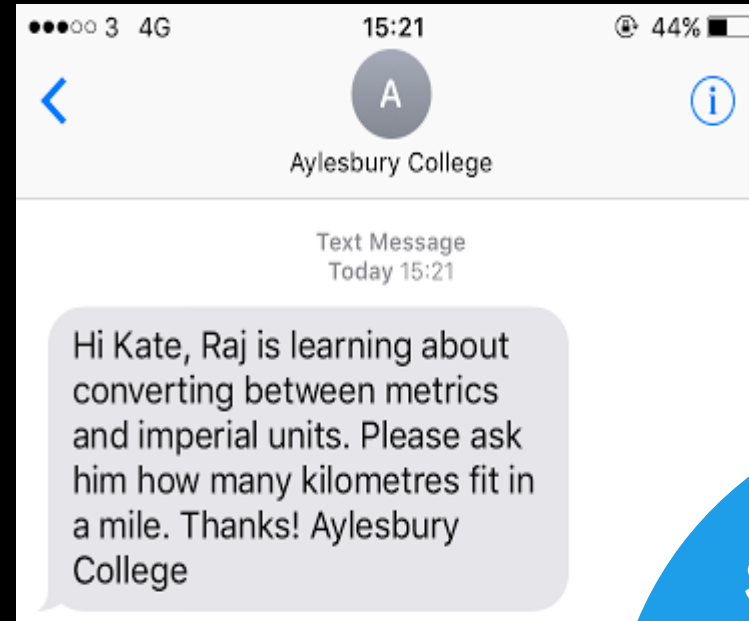 ●●●○○ 3 4G 15:21 44%
A
Aylesbury College
Text Message
Today 15:21
Hi Kate, Raj is learning about
converting between metrics
and imperial units. Please ask
him how many kilometres fit in
a mile. Thanks! Aylesbury
College